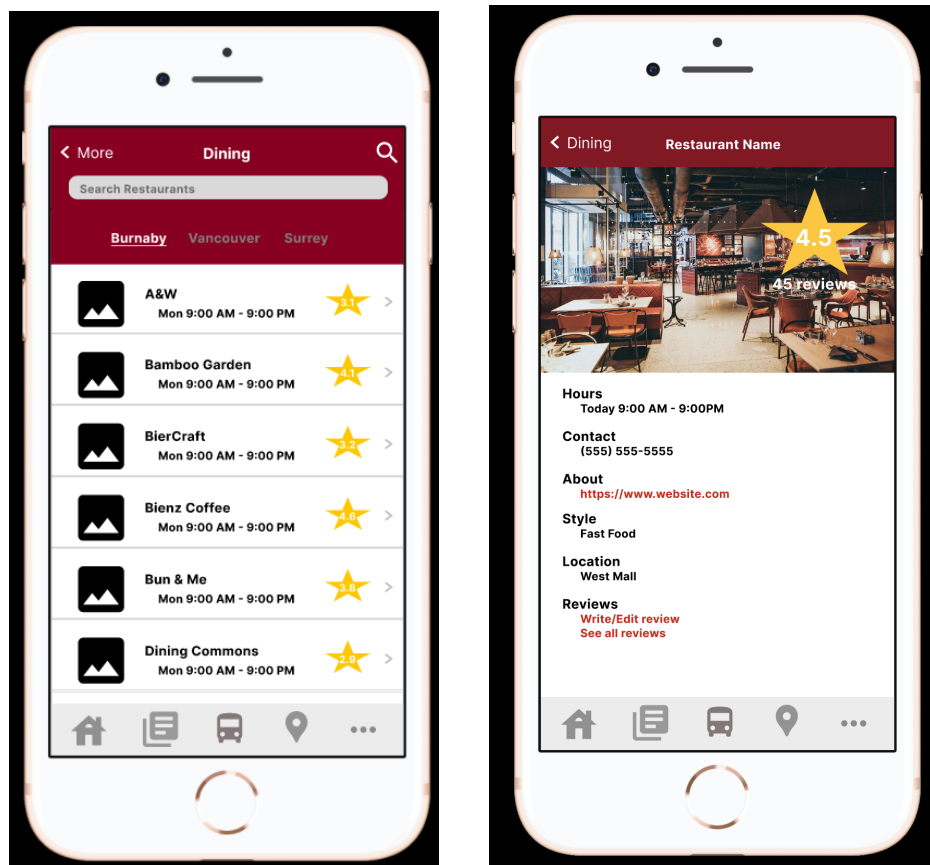 More
Dining
Search Restaurants
Burnaby Vancouver Surrey
A&W
Mon 9:00 AM - 9:00 PM
3.1
Bamboo Garden
Mon 9:00 AM - 9:00 PM
4.1
BierCraft
Mon 9:00 AM - 9:00 PM
3.2
Bienz Coffee
Mon 9:00 AM - 9:00 PM
4.6
Bun & Me
Mon 9:00 AM - 9:00 PM
3.8
Dining Commons
Mon 9:00 AM - 9:00 PM
2.9
Dining
Restaurant Name
4.5
45 reviews
Hours
Today 9:00 AM - 9:00PM
Contact
(555) 555-5555
About
https://www.website.com
Style
Fast Food
Location
West Mall
Reviews
Write/Edit review
See all reviews